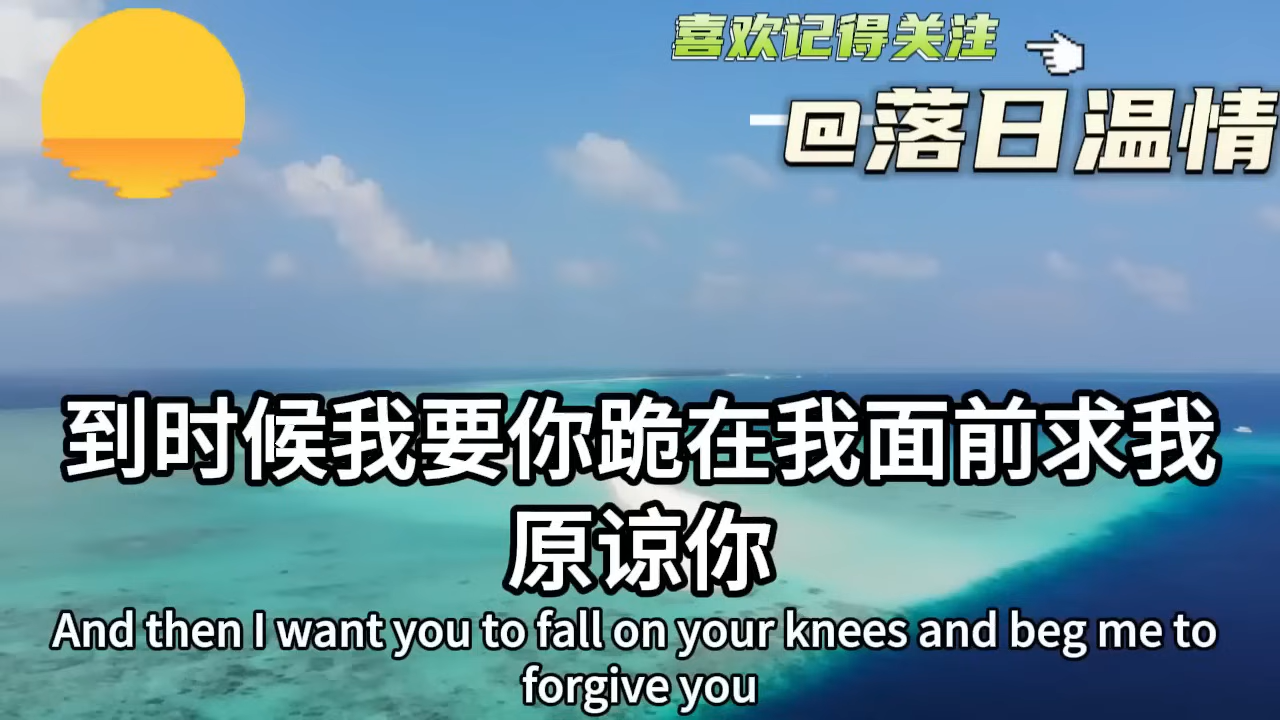 喜欢记得关注
@落日温情
到时候我要你跪在我面前求我
原谅你
And then I want you to fall on your knees and beg me to
forgive you